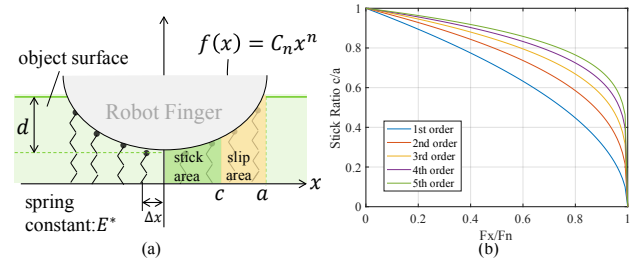 f(x) = Cₙxⁿ
object surface
Robot Finger
d
stick
area
slip
area
x
c
a
spring
constant:E*
Δx
(a)
Stick Ratio c/a
1
0.8
0.6
0.4
0.2
0
1st order
2nd order
3rd order
4th order
5th order
0
0.2
0.4
0.6
0.8
1
Fx/Fn
(b)